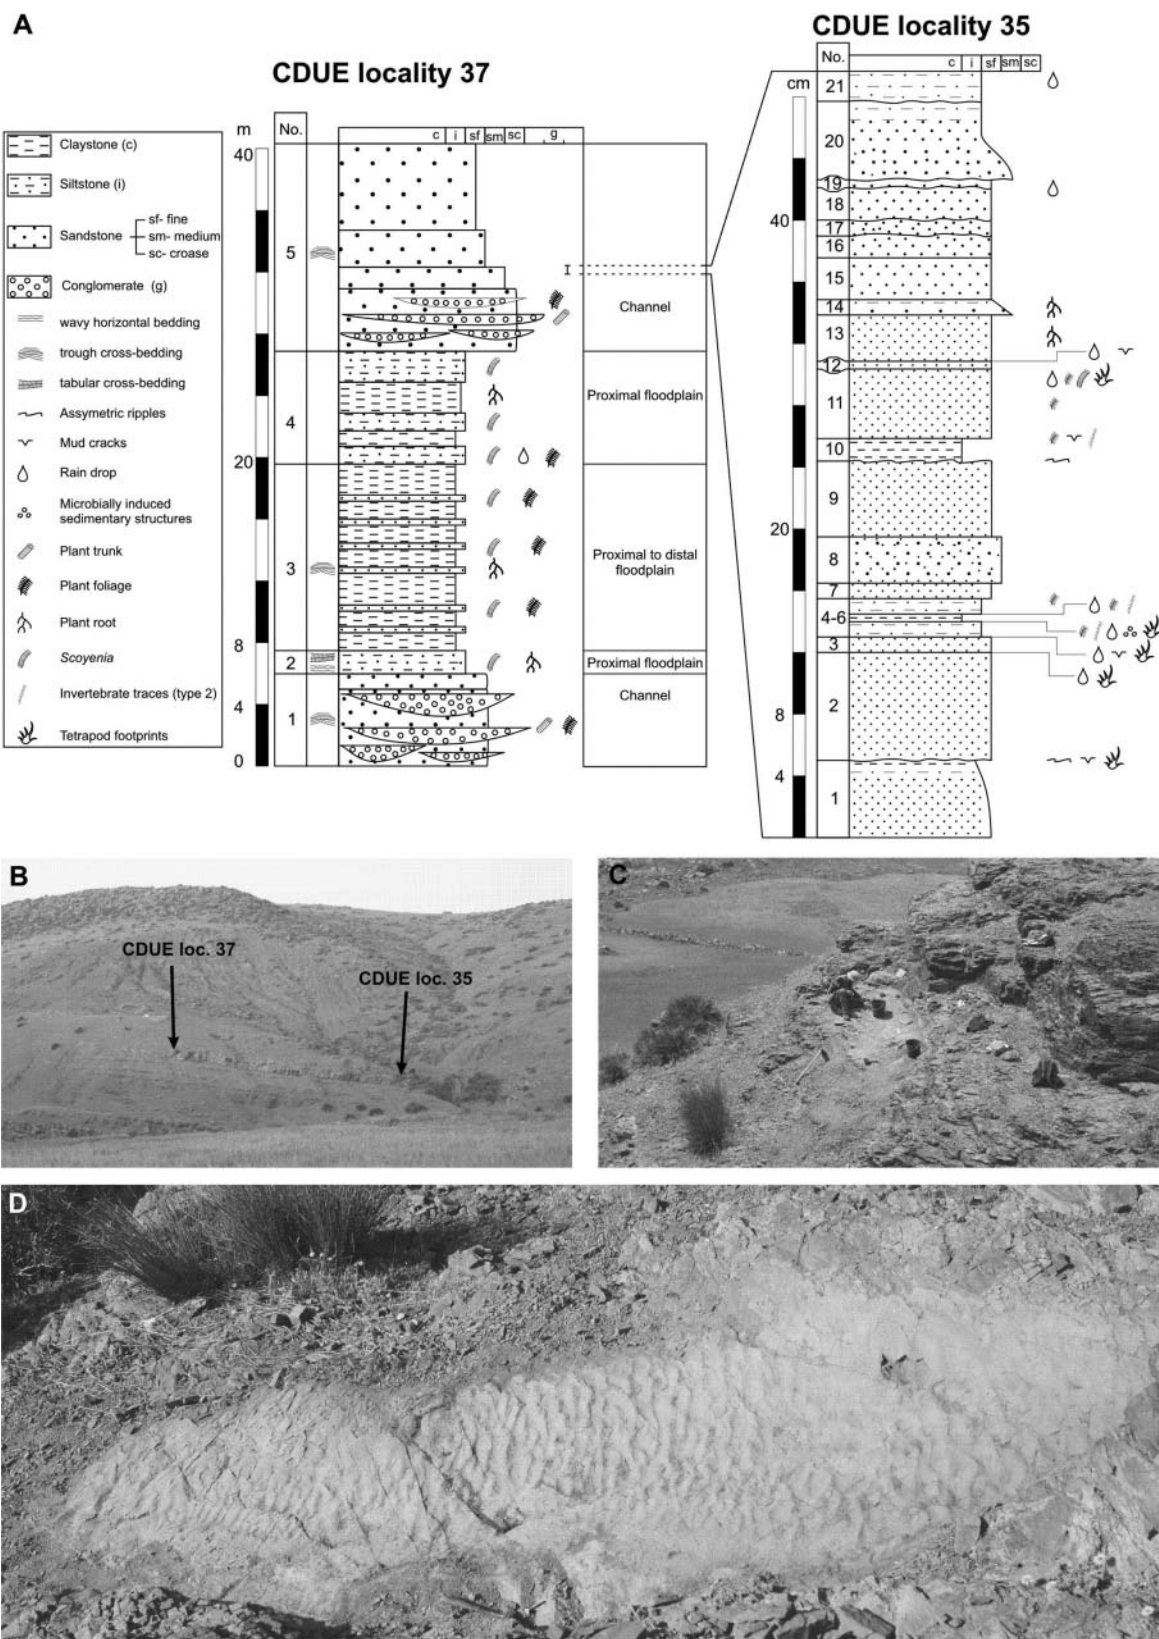 A
CDUE locality 37
CDUE locality 35
Claystone (c)
Siltstone (i)
Sandstone
sf- fine
sm- medium
sc- croase
Conglomerate (g)
wavy horizontal bedding
trough cross-bedding
tabular cross-bedding
Assymetric ripples
Mud cracks
Rain drop
Microbially induced
sedimentary structures
Plant trunk
Plant foliage
Plant root
Scoyenia
Invertebrate traces (type 2)
Tetrapod footprints
m
No.
c i sf sm sc g
40
20
8
4
0
5
4
3
2
1
Channel
Proximal floodplain
Proximal to distal
floodplain
Proximal floodplain
Channel
cm
No.
c i sf sm sc
40
20
8
4
21
20
19
18
17
16
15
14
13
12
11
10
9
8
7
4-6
3
2
1
B
CDUE loc. 37
CDUE loc. 35
C
D